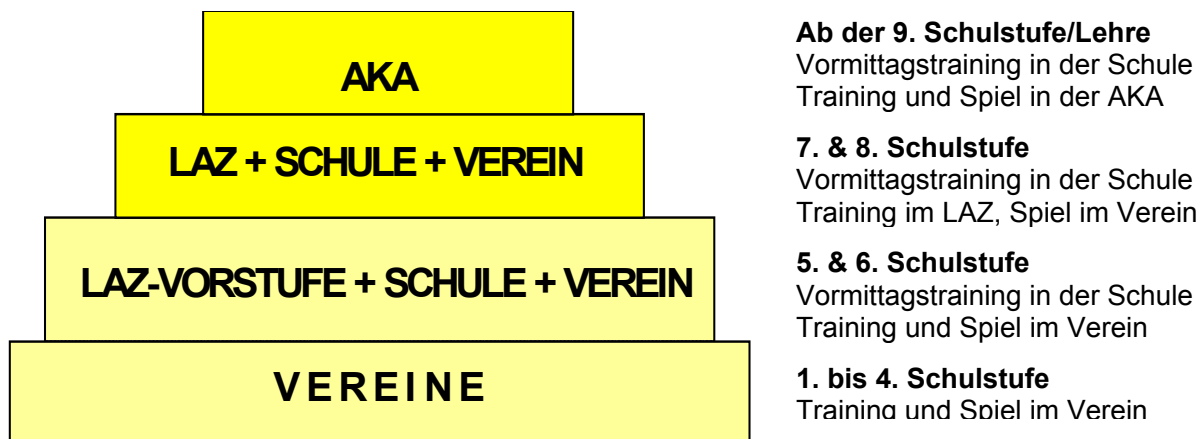 AKA
LAZ + SCHULE + VEREIN
LAZ-VORSTUFE + SCHULE + VEREIN
VEREINE
Ab der 9. Schulstufe/Lehre
Vormittagstraining in der Schule
Training und Spiel in der AKA
7. & 8. Schulstufe
Vormittagstraining in der Schule
Training im LAZ, Spiel im Verein
5. & 6. Schulstufe
Vormittagstraining in der Schule
Training und Spiel im Verein
1. bis 4. Schulstufe
Training und Spiel im Verein